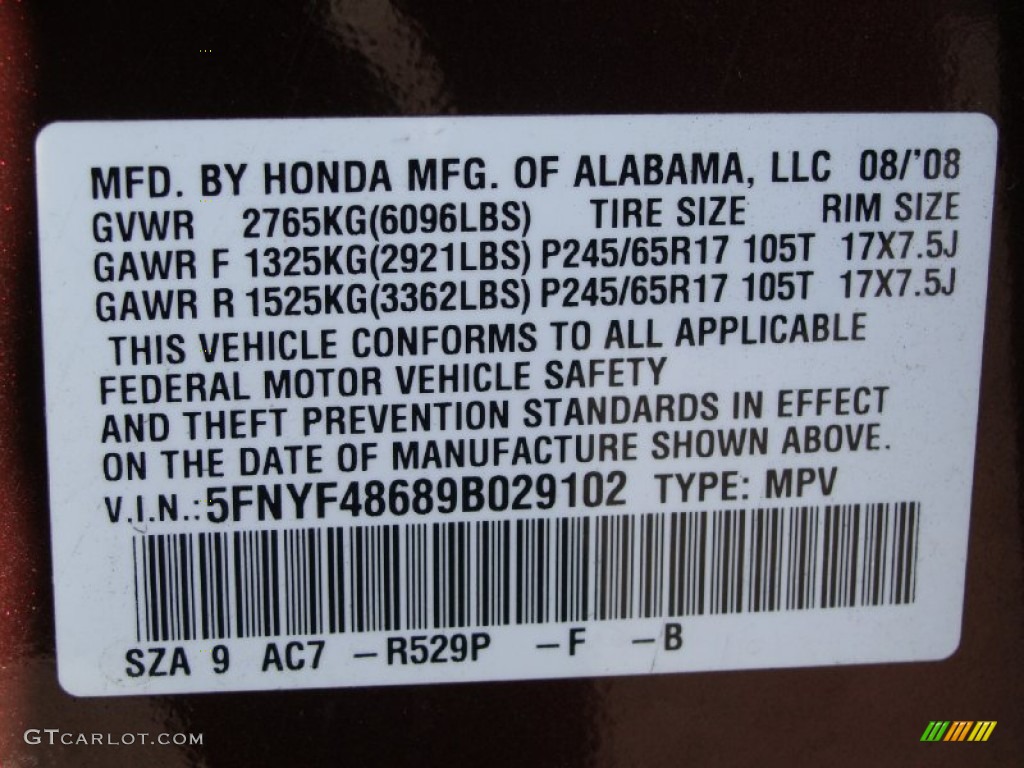 MFD. BY HONDA MFG. OF ALABAMA, LLC 08/'08
GVWR 2765KG(6096LBS) TIRE SIZE RIM SIZE
GAWR F 1325KG(2921LBS) P245/65R17 105T 17X7.5J
GAWR R 1525KG(3362LBS) P245/65R17 105T 17X7.5J
THIS VEHICLE CONFORMS TO ALL APPLICABLE
FEDERAL MOTOR VEHICLE SAFETY
AND THEFT PREVENTION STANDARDS IN EFFECT
ON THE DATE OF MANUFACTURE SHOWN ABOVE.
V.I.N.: 5FNYF48689B029102 TYPE: MPV
SZA 9 AC7 –R529P –F –B
GTCARLOT.COM